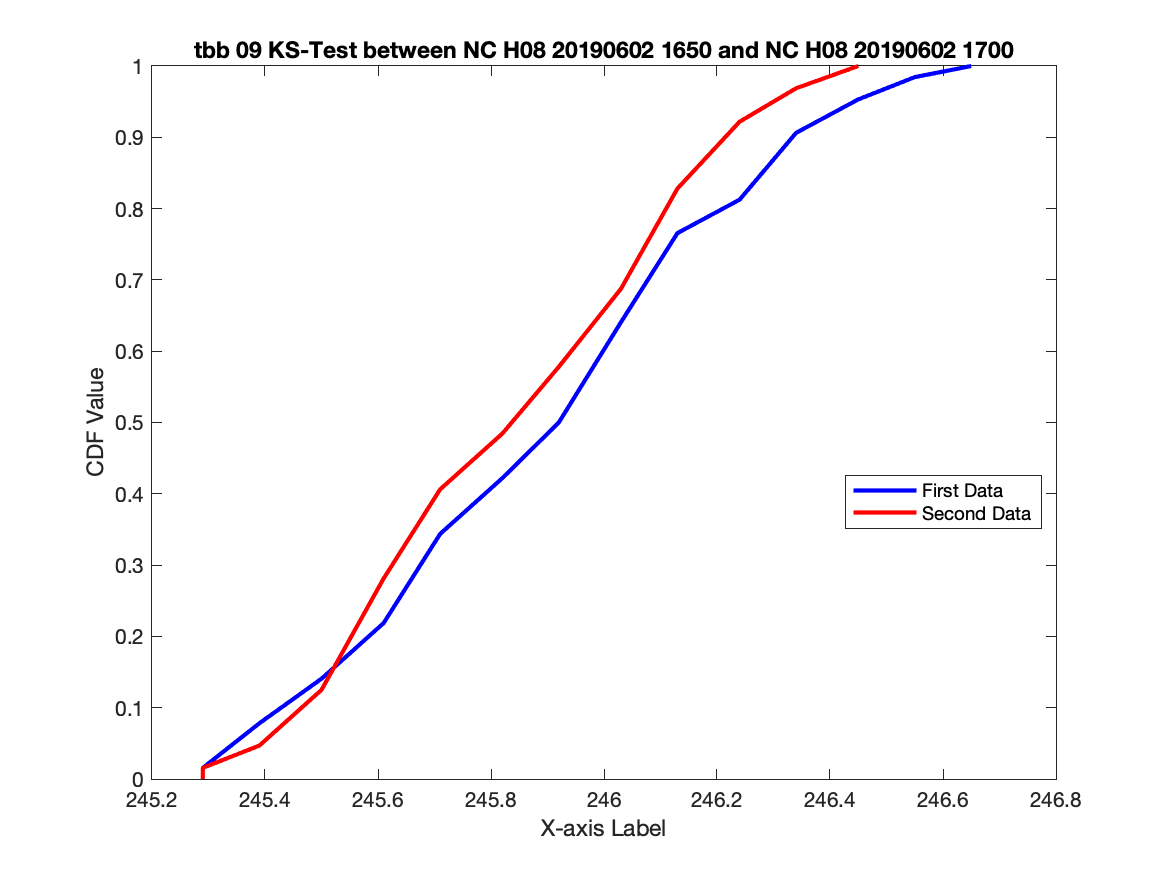 tbb 09 KS-Test between NC H08 20190602 1650 and NC H08 20190602 1700
1
0.9
0.8
0.7
0.6
0.5
0.4
0.3
0.2
0.1
0
CDF Value
First Data
Second Data
245.2 245.4 245.6 245.8 246 246.2 246.4 246.6 246.8
X-axis Label